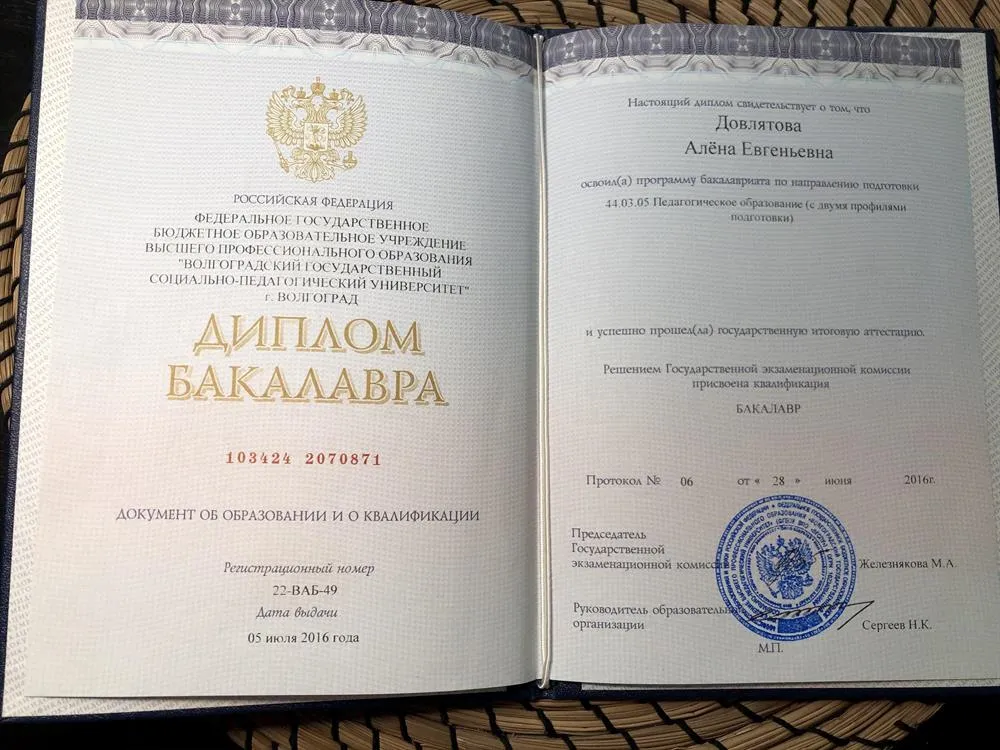 РОССИЙСКАЯ ФЕДЕРАЦИЯ
ФЕДЕРАЛЬНОЕ ГОСУДАРСТВЕННОЕ
БЮДЖЕТНОЕ ОБРАЗОВАТЕЛЬНОЕ УЧРЕЖДЕНИЕ
ВЫСШЕГО ПРОФЕССИОНАЛЬНОГО ОБРАЗОВАНИЯ
"ВОЛГОГРАДСКИЙ ГОСУДАРСТВЕННЫЙ
СОЦИАЛЬНО-ПЕДАГОГИЧЕСКИЙ УНИВЕРСИТЕТ"
г. ВОЛГОГРАД
ДИПЛОМ
БАКАЛАВРА
103424 2070871
ДОКУМЕНТ ОБ ОБРАЗОВАНИИ И О КВАЛИФИКАЦИИ
Регистрационный номер
22-ВАБ-49
Дата выдачи
05 июля 2016 года
Настоящий диплом свидетельствует о том, что
Довлятова
Алёна Евгеньевна
освоил(а) программу бакалавриата по направлению подготовки
44.03.05 Педагогическое образование (с двумя профилями
подготовки)
и успешно прошел(ла) государственную итоговую аттестацию.
Решением Государственной экзаменационной комиссии
присвоена квалификация
БАКАЛАВР
Протокол № 06 от « 28 » июня 2016г.
Председатель
Государственной
экзаменационной Железнякова М.А.
Руководитель
организации Сергеев Н.К.
М.П.